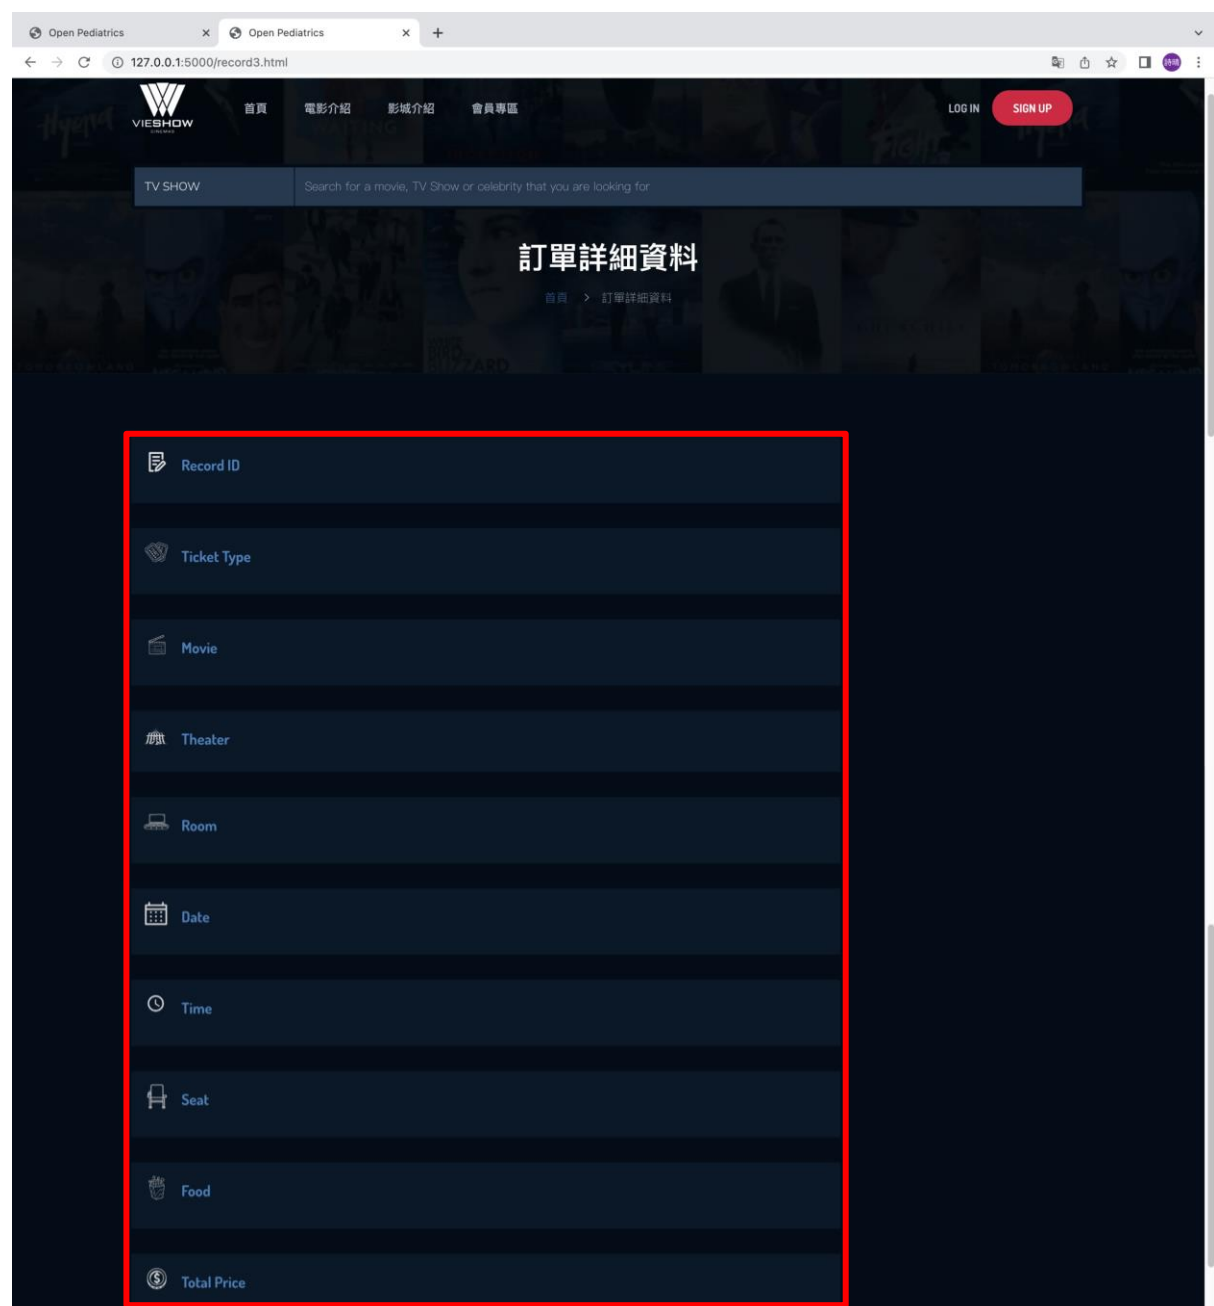 Open Pediatrics
Open Pediatrics
127.0.0.1:5000/record3.html
詩晴
VIESHOW
CINEMAS
首頁 電影介紹 影城介紹 會員專區
LOG IN SIGN UP
TV SHOW
Search for a movie, TV Show or celebrity that you are looking for
訂單詳細資料
首頁 > 訂單詳細資料
Record ID
Ticket Type
Movie
Theater
Room
Date
Time
Seat
Food
Total Price